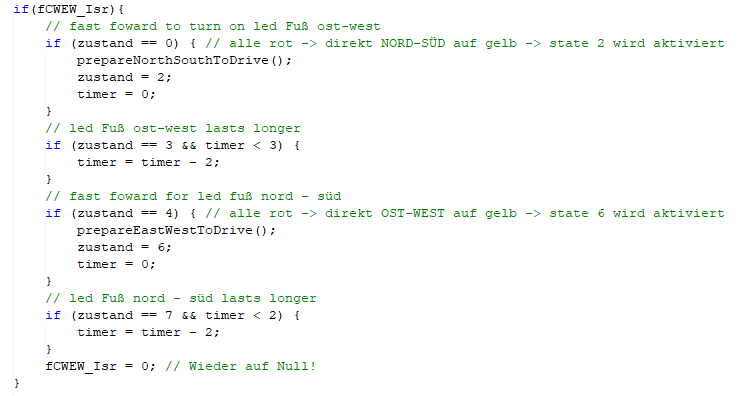 if(fCWEW_Isr){
// fast foward to turn on led Fuß ost-west
if (zustand == 0) { // alle rot -> direkt NORD-SÜD auf gelb -> state 2 wird aktiviert
prepareNorthSouthToDrive();
zustand = 2;
timer = 0;
}
// led Fuß ost-west lasts longer
if (zustand == 3 && timer < 3) {
timer = timer - 2;
}
// fast foward for led fuß nord - süd
if (zustand == 4) { // alle rot -> direkt OST-WEST auf gelb -> state 6 wird aktiviert
prepareEastWestToDrive();
zustand = 6;
timer = 0;
}
// led Fuß nord - süd lasts longer
if (zustand == 7 && timer < 2) {
timer = timer - 2;
}
fCWEW_Isr = 0; // Wieder auf Null!
}